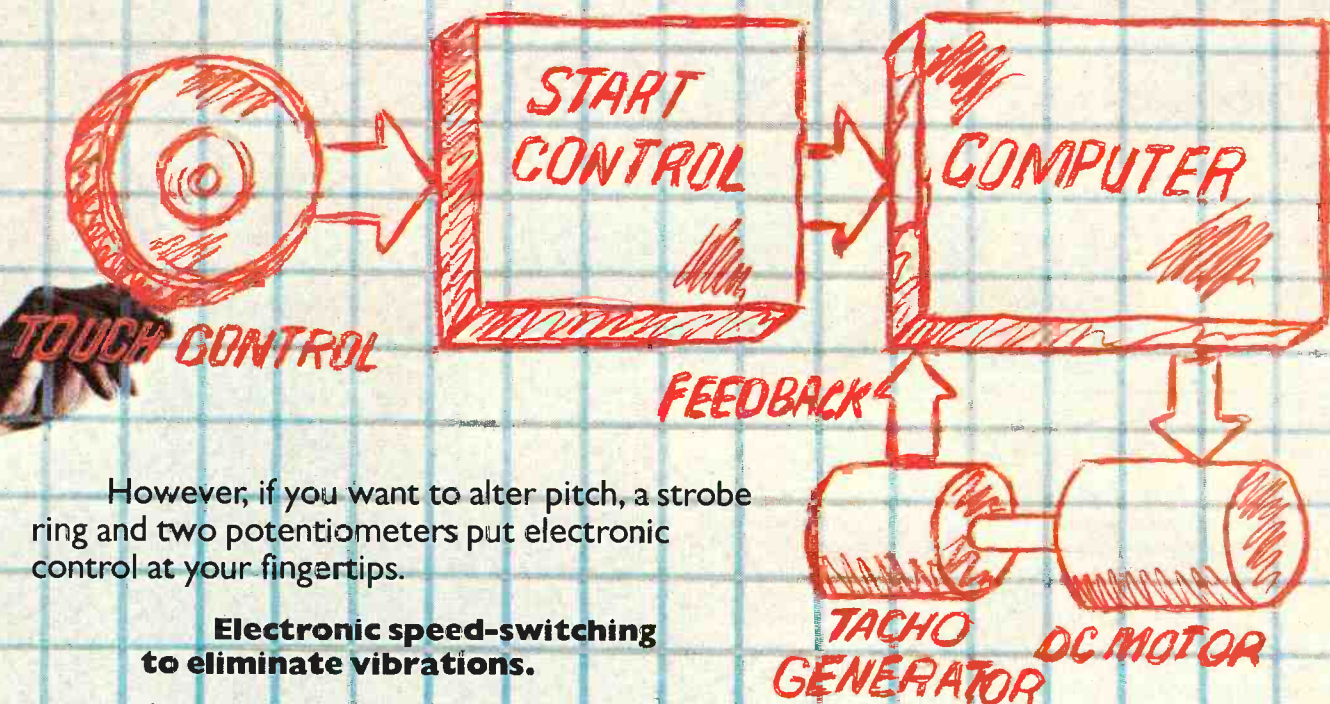 START
CONTROL
COMPUTER
TOUCH CONTROL
FEEDBACK
However, if you want to alter pitch, a strobe
ring and two potentiometers put electronic
control at your fingertips.
Electronic speed-switching
to eliminate vibrations.
TACHO
GENERATOR
DC MOTOR